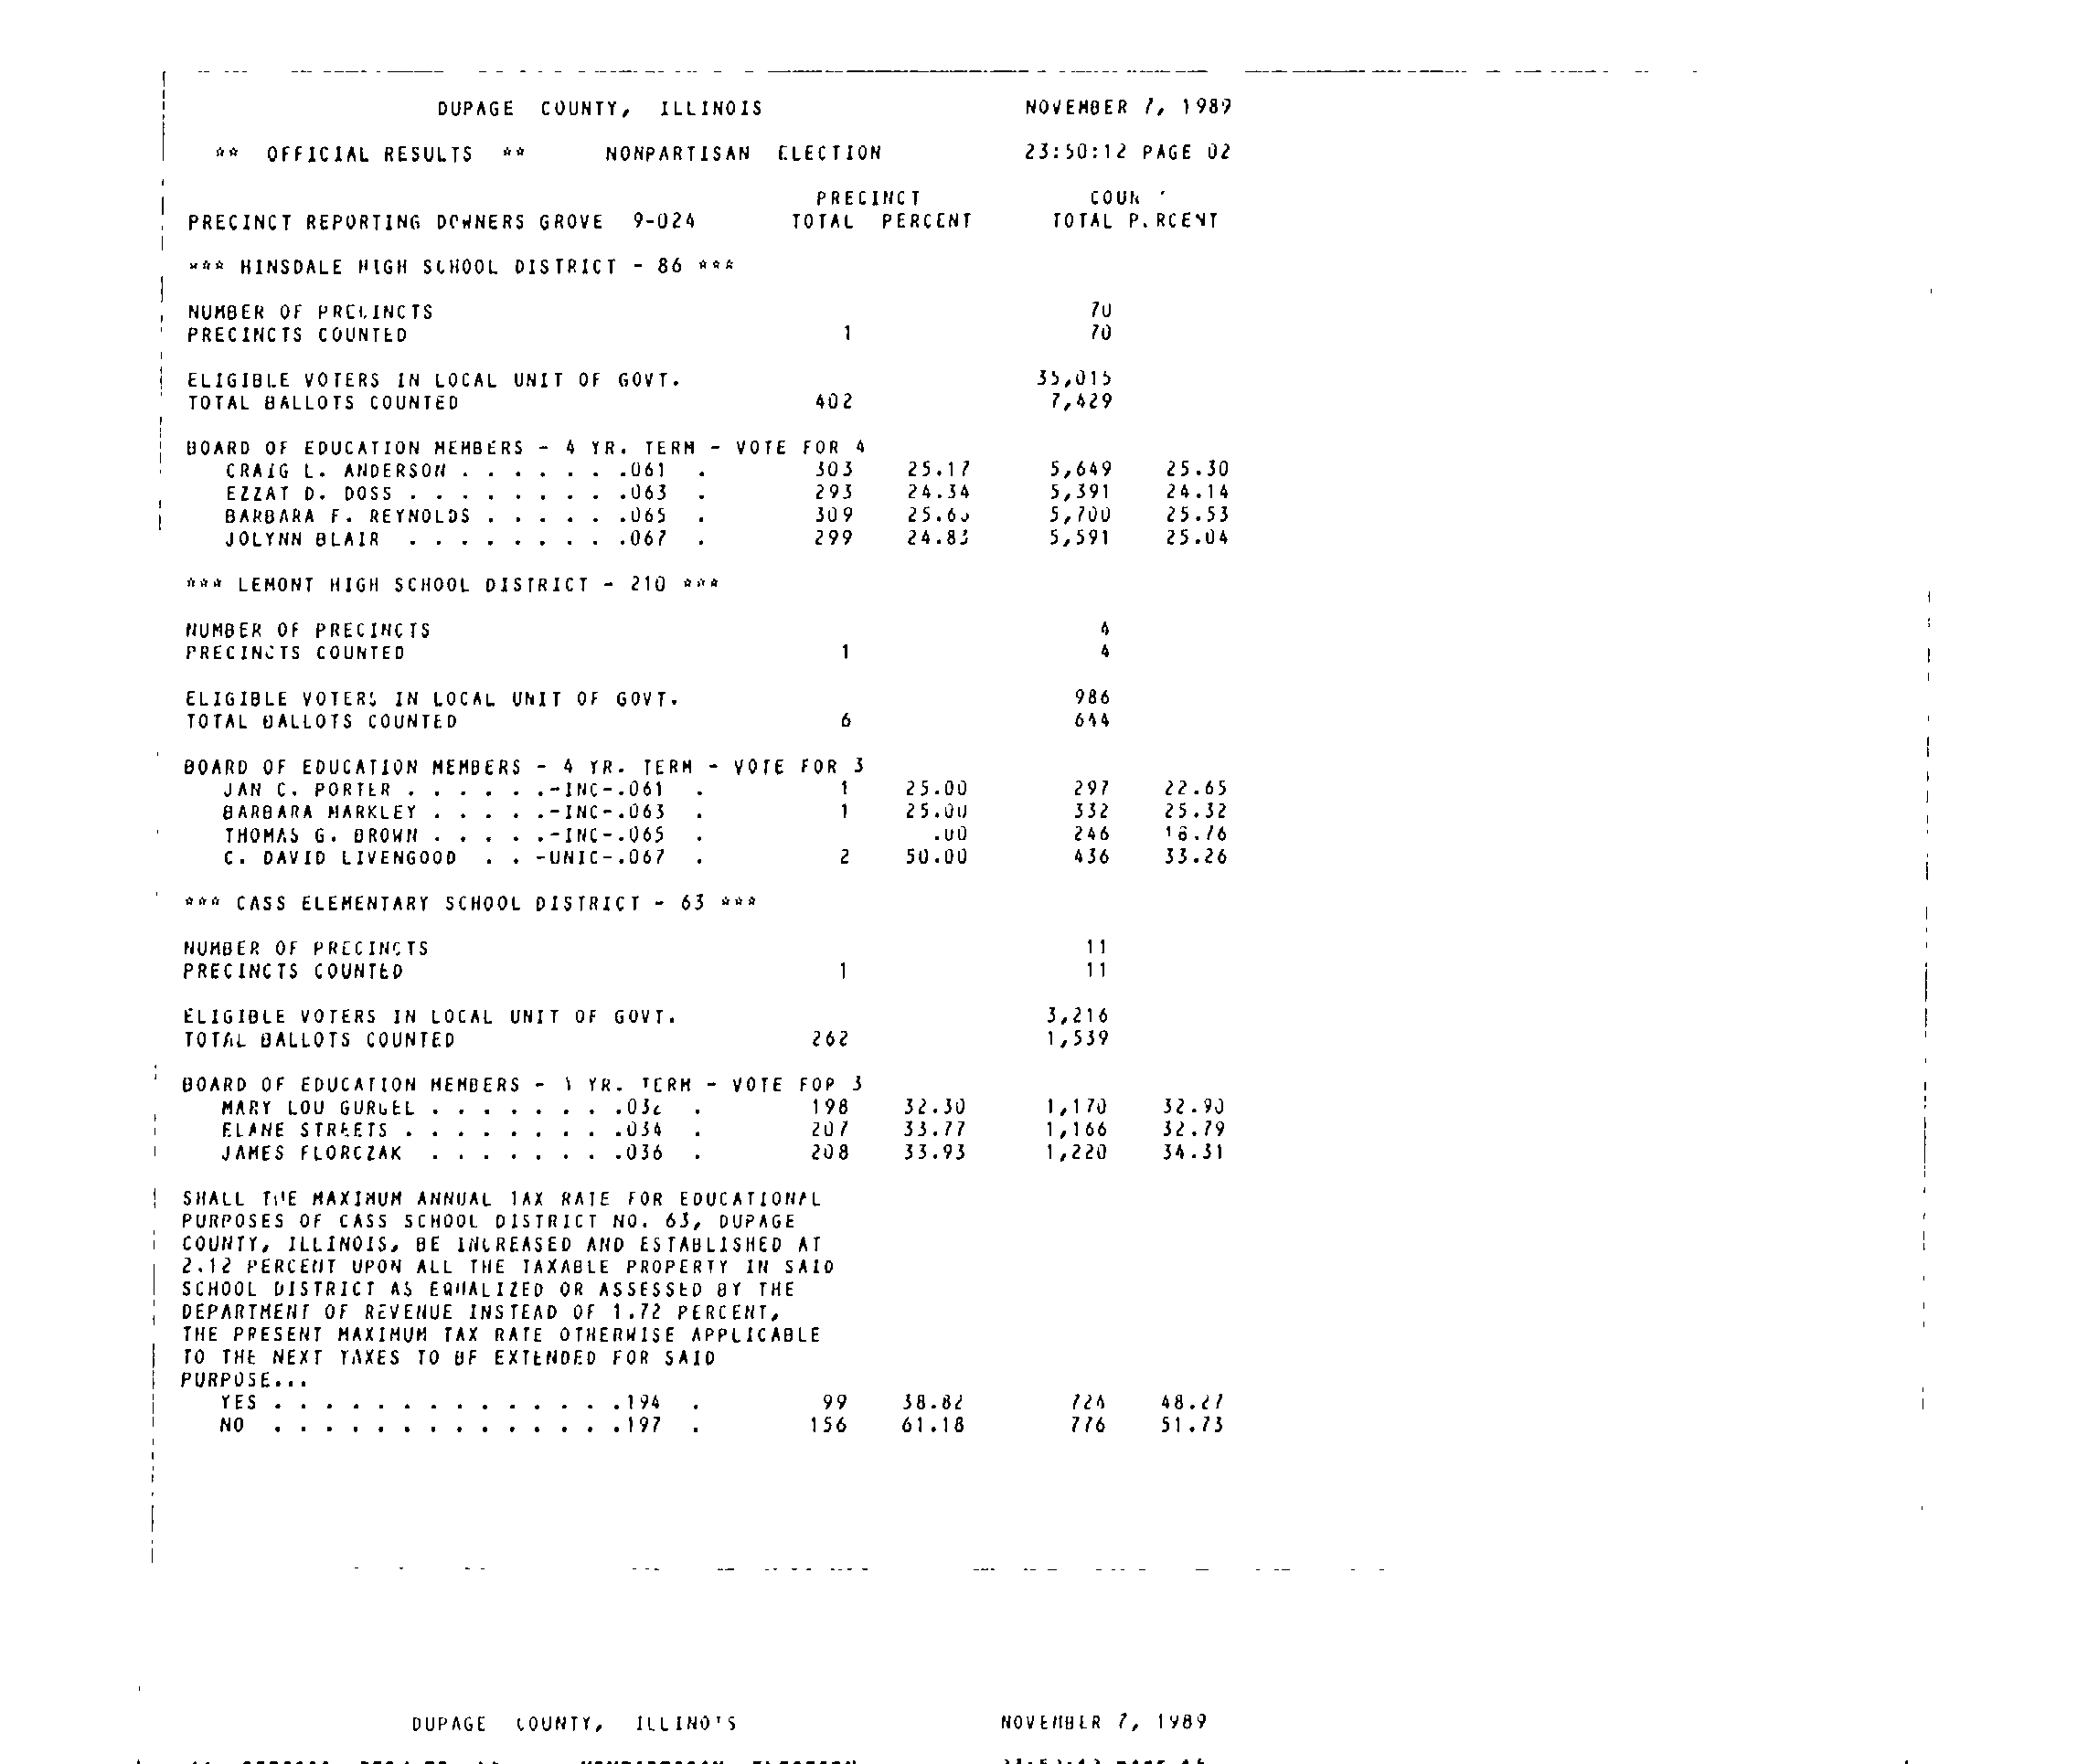 DUPAGE COUNTY, ILLINOIS NOVEMBER 7, 1989
** OFFICIAL RESULTS ** NONPARTISAN ELECTION 23:50:12 PAGE 02
PRECINCT
PRECINCT REPORTING DOWNERS GROVE 9-024 TOTAL PERCENT TOTAL P.RCENT
*** HINSDALE HIGH SCHOOL DISTRICT - 86 ***
NUMBER OF PRECINCTS 70
PRECINCTS COUNTED 1 70
ELIGIBLE VOTERS IN LOCAL UNIT OF GOVT. 35,015
TOTAL BALLOTS COUNTED 402 7,429
BOARD OF EDUCATION MEMBERS - 4 YR. TERM - VOTE FOR 4
CRAIG L. ANDERSON . . . . . . .061 . 303 25.17 5,649 25.30
EZZAT D. DOSS . . . . . . . . .063 . 293 24.34 5,391 24.14
BARBARA F. REYNOLDS . . . . . .065 . 309 25.66 5,700 25.53
JOLYNN BLAIR . . . . . . . . .067 . 299 24.83 5,591 25.04
*** LEMONT HIGH SCHOOL DISTRICT - 210 ***
NUMBER OF PRECINCTS 4
PRECINCTS COUNTED 1 4
ELIGIBLE VOTERS IN LOCAL UNIT OF GOVT. 986
TOTAL BALLOTS COUNTED 6 644
BOARD OF EDUCATION MEMBERS - 4 YR. TERM - VOTE FOR 3
JAN C. PORTER . . . . . .-INC-.061 . 1 25.00 297 22.65
BARBARA MARKLEY . . . . .-INC-.063 . 1 25.00 332 25.32
THOMAS G. BROWN . . . . .-INC-.065 . .00 246 18.76
C. DAVID LIVENGOOD . . -UNIC-.067 . 2 50.00 436 33.26
*** CASS ELEMENTARY SCHOOL DISTRICT - 63 ***
NUMBER OF PRECINCTS 11
PRECINCTS COUNTED 1 11
ELIGIBLE VOTERS IN LOCAL UNIT OF GOVT. 3,216
TOTAL BALLOTS COUNTED 262 1,539
BOARD OF EDUCATION MEMBERS - 4 YR. TERM - VOTE FOR 3
MARY LOU GURGEL . . . . . . . .032 . 198 32.30 1,170 32.90
ELANE STREETS . . . . . . . . .034 . 207 33.77 1,166 32.79
JAMES FLORCZAK . . . . . . . .036 . 208 33.93 1,220 34.31
SHALL THE MAXIMUM ANNUAL TAX RATE FOR EDUCATIONAL
PURPOSES OF CASS SCHOOL DISTRICT NO. 63, DUPAGE
COUNTY, ILLINOIS, BE INCREASED AND ESTABLISHED AT
2.12 PERCENT UPON ALL THE TAXABLE PROPERTY IN SAID
SCHOOL DISTRICT AS EQUALIZED OR ASSESSED BY THE
DEPARTMENT OF REVENUE INSTEAD OF 1.72 PERCENT,
THE PRESENT MAXIMUM TAX RATE OTHERWISE APPLICABLE
TO THE NEXT TAXES TO BE EXTENDED FOR SAID
PURPOSE...
YES . . . . . . . . . . . . . .194 . 99 38.82 724 48.27
NO . . . . . . . . . . . . . .197 . 156 61.18 776 51.73
DUPAGE COUNTY, ILLINOIS NOVEMBER 7, 1989